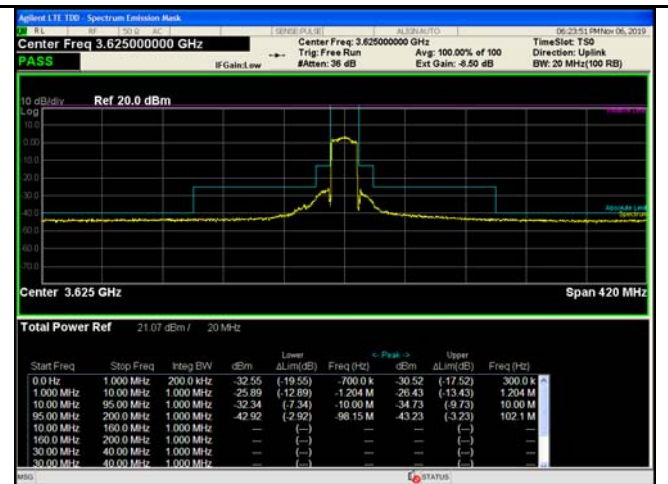 Agilent LTE TDD - Spectrum Emission Mask
RL RF 50 Ω AC SENSE:PULSE ALIGN AUTO 06:23:51 PM Nov 06, 2019
Center Freq 3.625000000 GHz Center Freq: 3.625000000 GHz TimeSlot: TS0
Trig: Free Run Avg: 100.00% of 100 Direction: Uplink
PASS IFGain:Low #Atten: 36 dB Ext Gain: -8.50 dB BW: 20 MHz(100 RB)
10 dB/div Ref 20.0 dBm
Log
10.0
0.00
10.0
20.0
30.0
40.0
50.0
60.0
70.0
Absolute Limit
Spectrum
Center 3.625 GHz Span 420 MHz
Total Power Ref 21.07 dBm / 20 MHz
Lower <- Peak -> Upper
Start Freq Stop Freq Integ BW dBm ΔLim(dB) Freq (Hz) dBm ΔLim(dB) Freq (Hz)
0.0 Hz 1.000 MHz 200.0 kHz -32.55 (-19.55) -700.0 k -30.52 (-17.52) 300.0 k
1.000 MHz 10.00 MHz 1.000 MHz -25.89 (-12.89) -1.204 M -26.43 (-13.43) 1.204 M
10.00 MHz 95.00 MHz 1.000 MHz -32.34 (-7.34) -10.00 M -34.73 (-9.73) 10.00 M
95.00 MHz 200.0 MHz 1.000 MHz -42.92 (-2.92) -98.15 M -43.23 (-3.23) 102.1 M
10.00 MHz 160.0 MHz 1.000 MHz --- (---) --- --- (---) ---
160.0 MHz 200.0 MHz 1.000 MHz --- (---) --- --- (---) ---
30.00 MHz 40.00 MHz 1.000 MHz --- (---) --- --- (---) ---
30.00 MHz 40.00 MHz 1.000 MHz --- (---) --- --- (---) ---
MSG STATUS